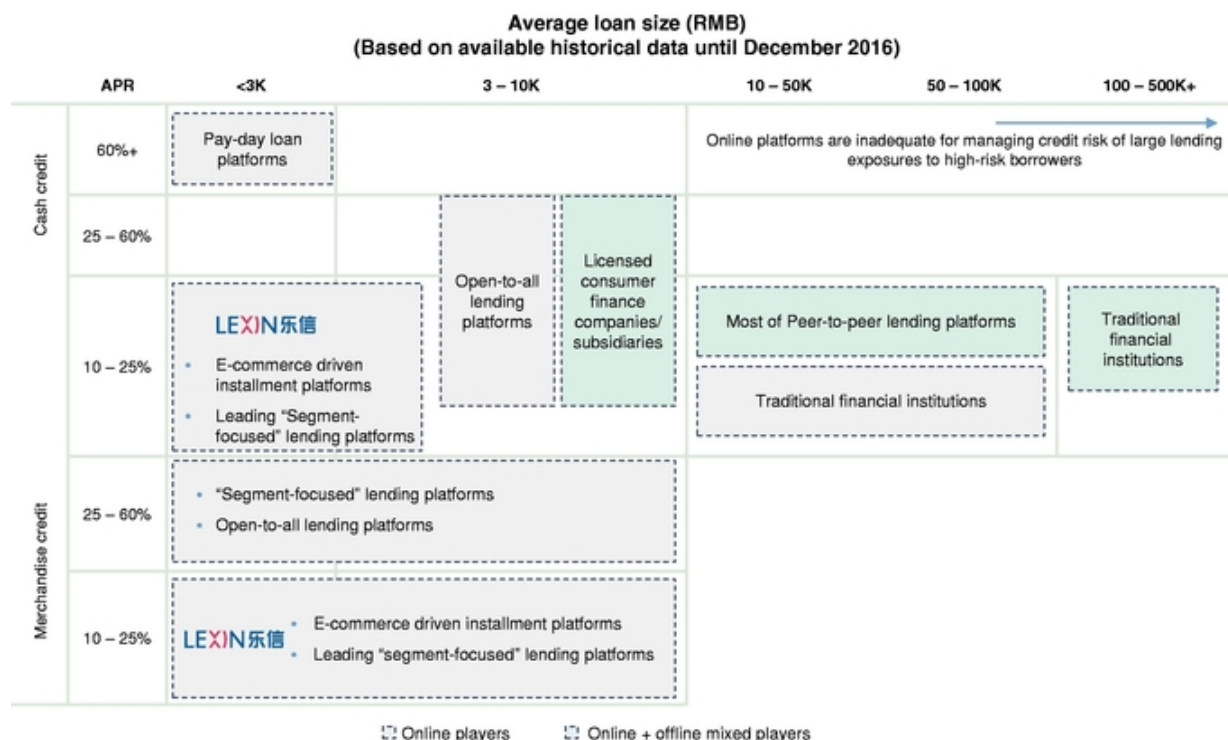 Average loan size (RMB)
(Based on available historical data until December 2016)
APR
<3K
3 – 10K
10 – 50K
50 – 100K
100 – 500K+
Cash credit
60%+
Pay-day loan
platforms
Online platforms are inadequate for managing credit risk of large lending
exposures to high-risk borrowers
25 – 60%
Open-to-all
lending
platforms
Licensed
consumer
finance
companies/
subsidiaries
10 – 25%
LEXIN乐信
• E-commerce driven
installment platforms
• Leading “Segment-
focused” lending platforms
Most of Peer-to-peer lending platforms
Traditional financial institutions
Traditional
financial
institutions
Merchandise credit
25 – 60%
• “Segment-focused” lending platforms
• Open-to-all lending platforms
10 – 25%
LEXIN乐信
• E-commerce driven installment platforms
• Leading “segment-focused” lending platforms
Online players
Online + offline mixed players